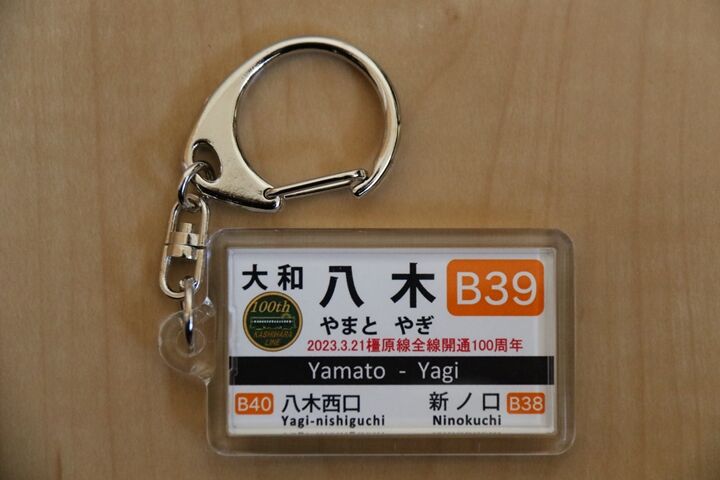 大和 八木 B39
やまと やぎ
100th
KASHIHARA
LINE
2023.3.21橿原線全線開通100周年
Yamato - Yagi
B40 八木西口 新ノ口 B38
Yagi-nishiguchi Ninokuchi